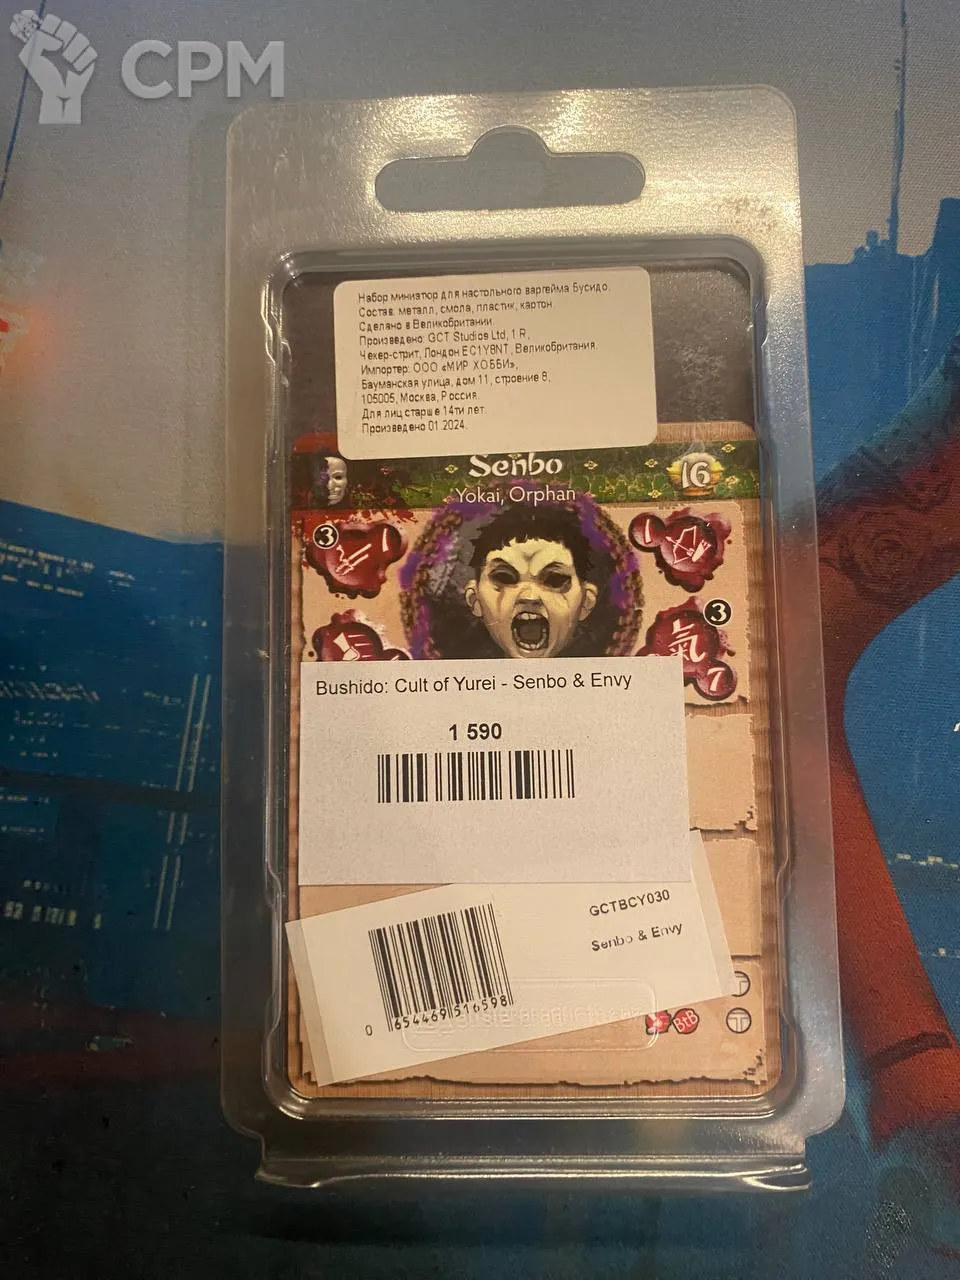 CPM
Набор миниатюр для настольного варгейма Бусидо.
Состав: металл, смола, пластик, картон.
Сделано в Великобритании.
Произведено: GCT Studios Ltd, 1 R,
Чекер-стрит, Лондон EC1Y8NT, Великобритания.
Импортер: ООО «МИР ХОББИ»,
Бауманская улица, дом 11, строение 8,
105005, Москва, Россия.
Для лиц старше 14ти лет.
Произведено 01.2024.
Senbo
16
Yokai, Orphan
3
1
1
氣
3
7
Bushido: Cult of Yurei - Senbo & Envy
1 590
GCTBCY030
Senbo & Envy
0 654469 516598
BtB
T
T